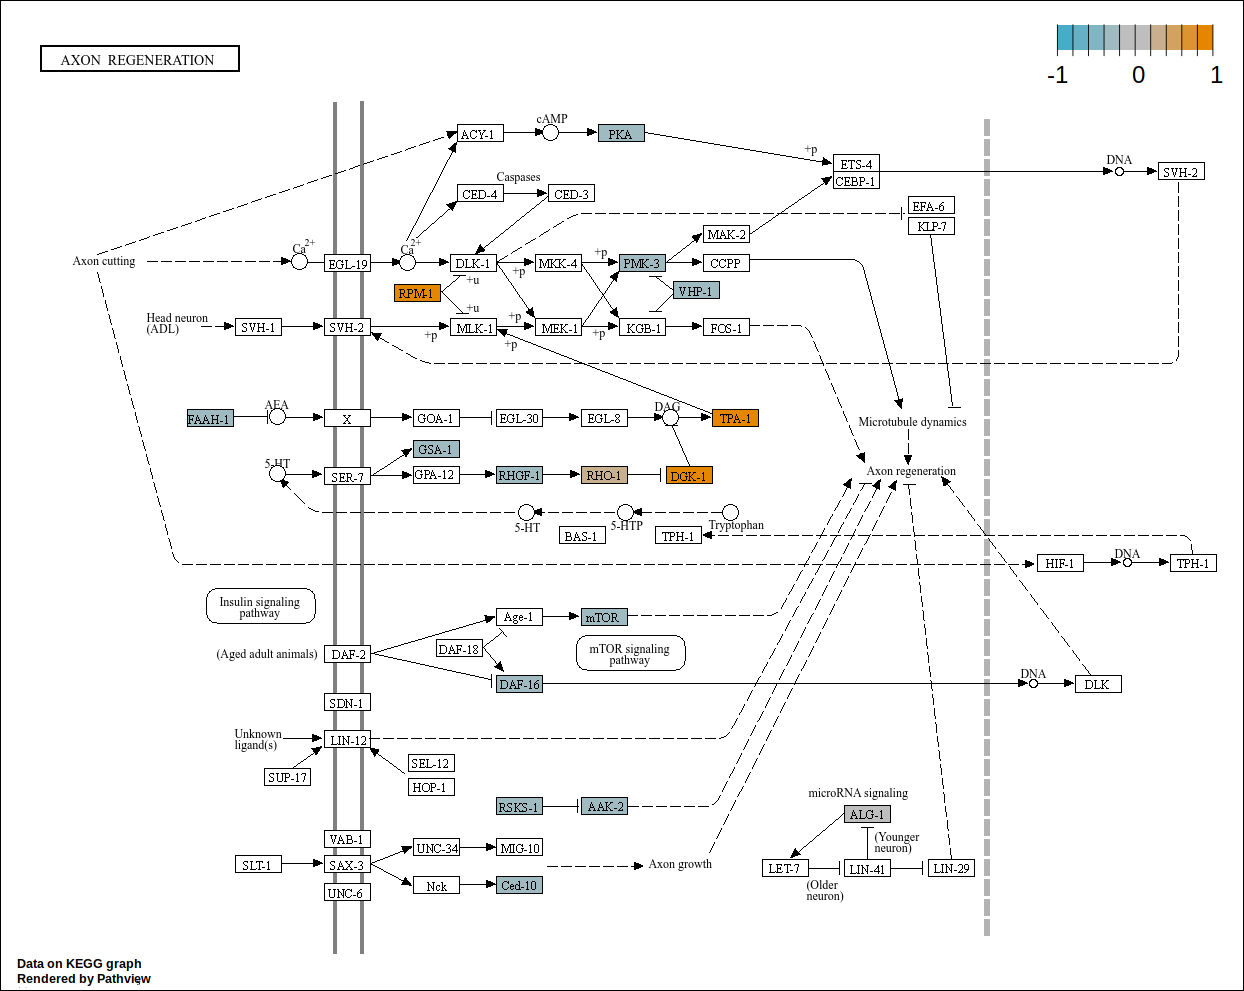 AXON REGENERATION
-1 0 1
cAMP
ACY-1
PKA
+p
ETS-4
CEBP-1
DNA
SVH-2
Caspases
CED-4
CED-3
EFA-6
KLP-7
MAK-2
Axon cutting
Ca2+
EGL-19
Ca2+
DLK-1
+p
MKK-4
+p
PMK-3
CCPP
RPM-1
+u
+u
VHP-1
Head neuron
(ADL)
SVH-1
SVH-2
+p
MLK-1
+p
MEK-1
+p
KGB-1
FOS-1
+p
FAAH-1
AEA
X
GOA-1
EGL-30
EGL-8
DAG
TPA-1
Microtubule dynamics
GSA-1
5-HT
SER-7
GPA-12
RHGF-1
RHO-1
DGK-1
Axon regeneration
5-HT
5-HTP
Tryptophan
BAS-1
TPH-1
HIF-1
DNA
TPH-1
Insulin signaling
pathway
Age-1
mTOR
(Aged adult animals)
DAF-2
DAF-18
mTOR signaling
pathway
DAF-16
DNA
DLK
SDN-1
Unknown
ligand(s)
LIN-12
SUP-17
SEL-12
HOP-1
RSKS-1
AAK-2
microRNA signaling
ALG-1
VAB-1
UNC-34
MIG-10
(Younger
neuron)
SLT-1
SAX-3
Axon growth
LET-7
LIN-41
LIN-29
UNC-6
Nck
Ced-10
(Older
neuron)
Data on KEGG graph
Rendered by Pathview